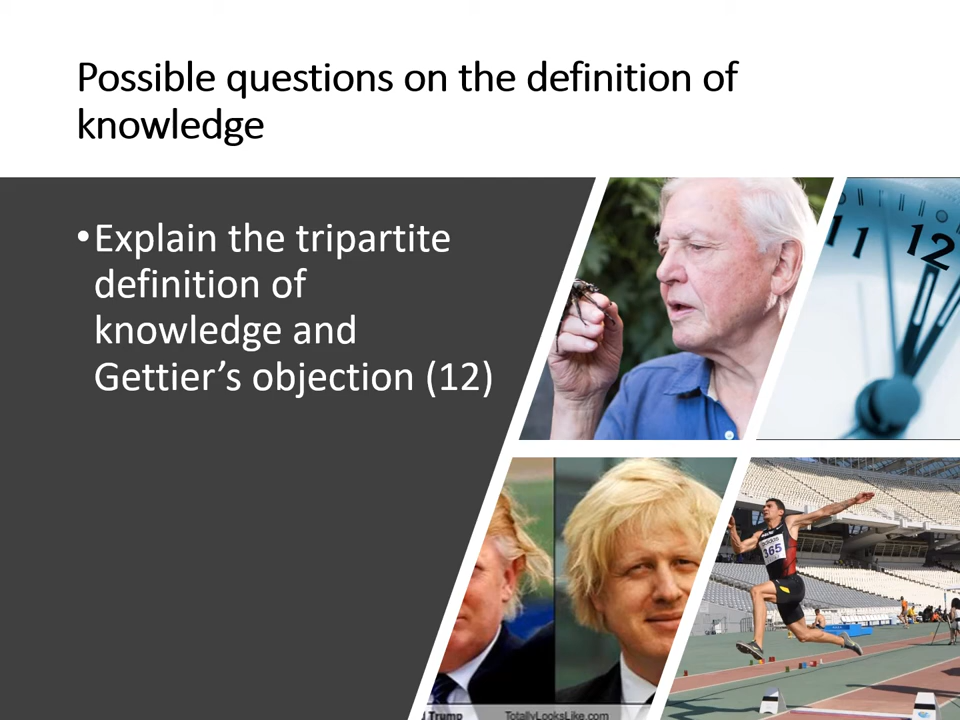 Possible questions on the definition of
knowledge
•Explain the tripartite
definition of
knowledge and
Gettier's objection (12)
11
12
365
Trump
TotallyLooksLike.com